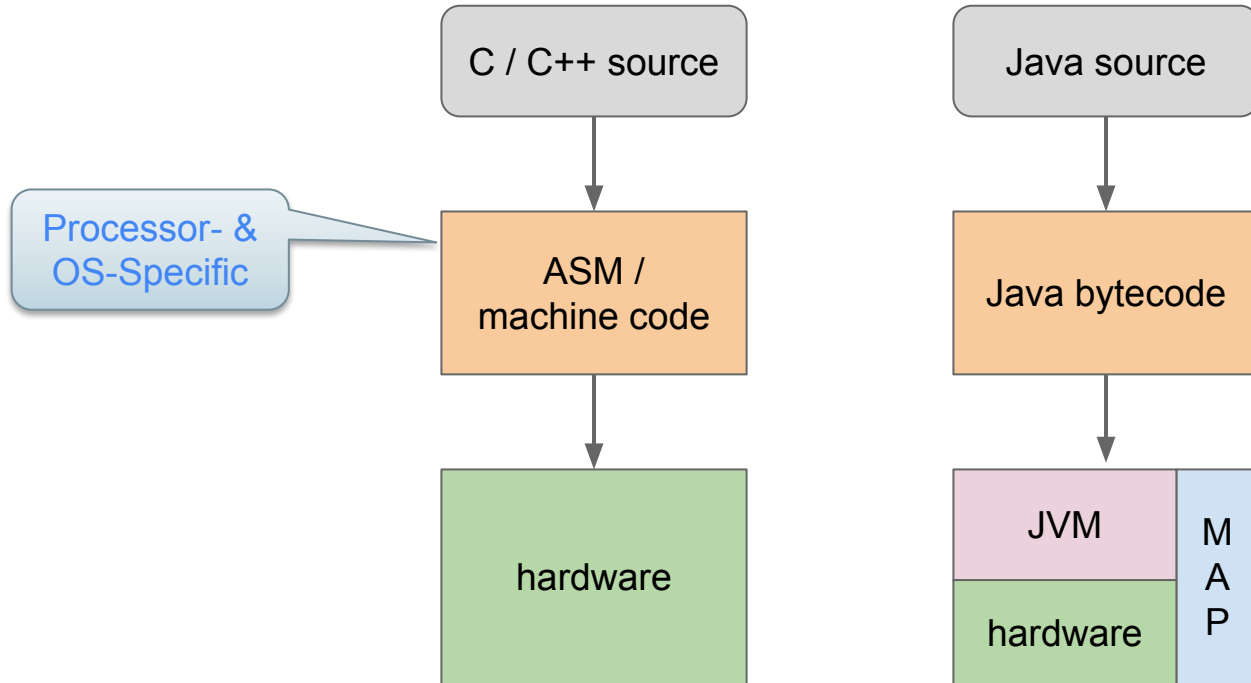 C / C++ source
Java source
Processor- &
OS-Specific
ASM /
machine code
Java bytecode
hardware
JVM
hardware
M
A
P